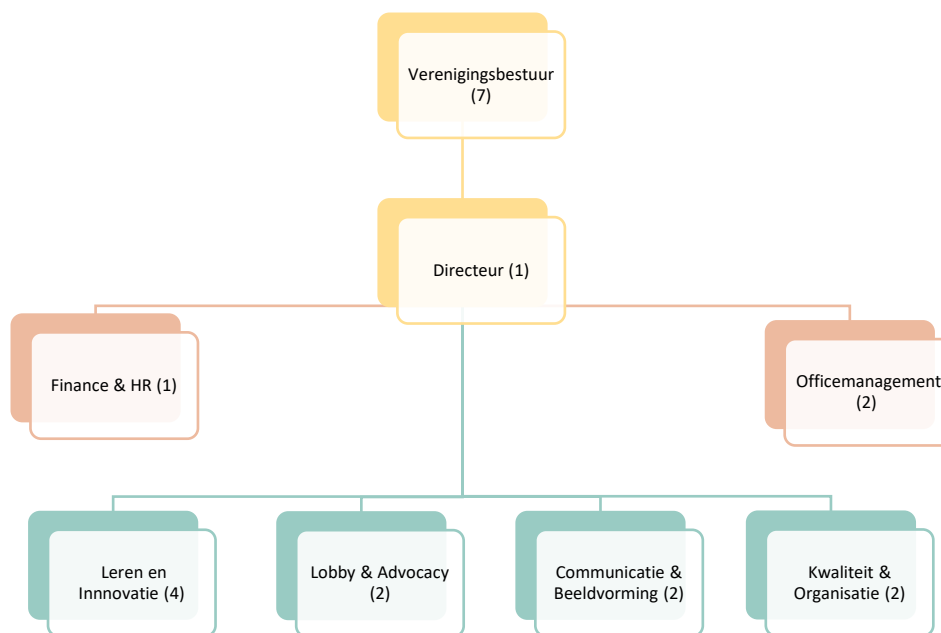 Verenigingsbestuur
(7)
Directeur (1)
Finance & HR (1)
Officemanagement
(2)
Leren en
Innnovatie (4)
Lobby & Advocacy
(2)
Communicatie &
Beeldvorming (2)
Kwaliteit &
Organisatie (2)